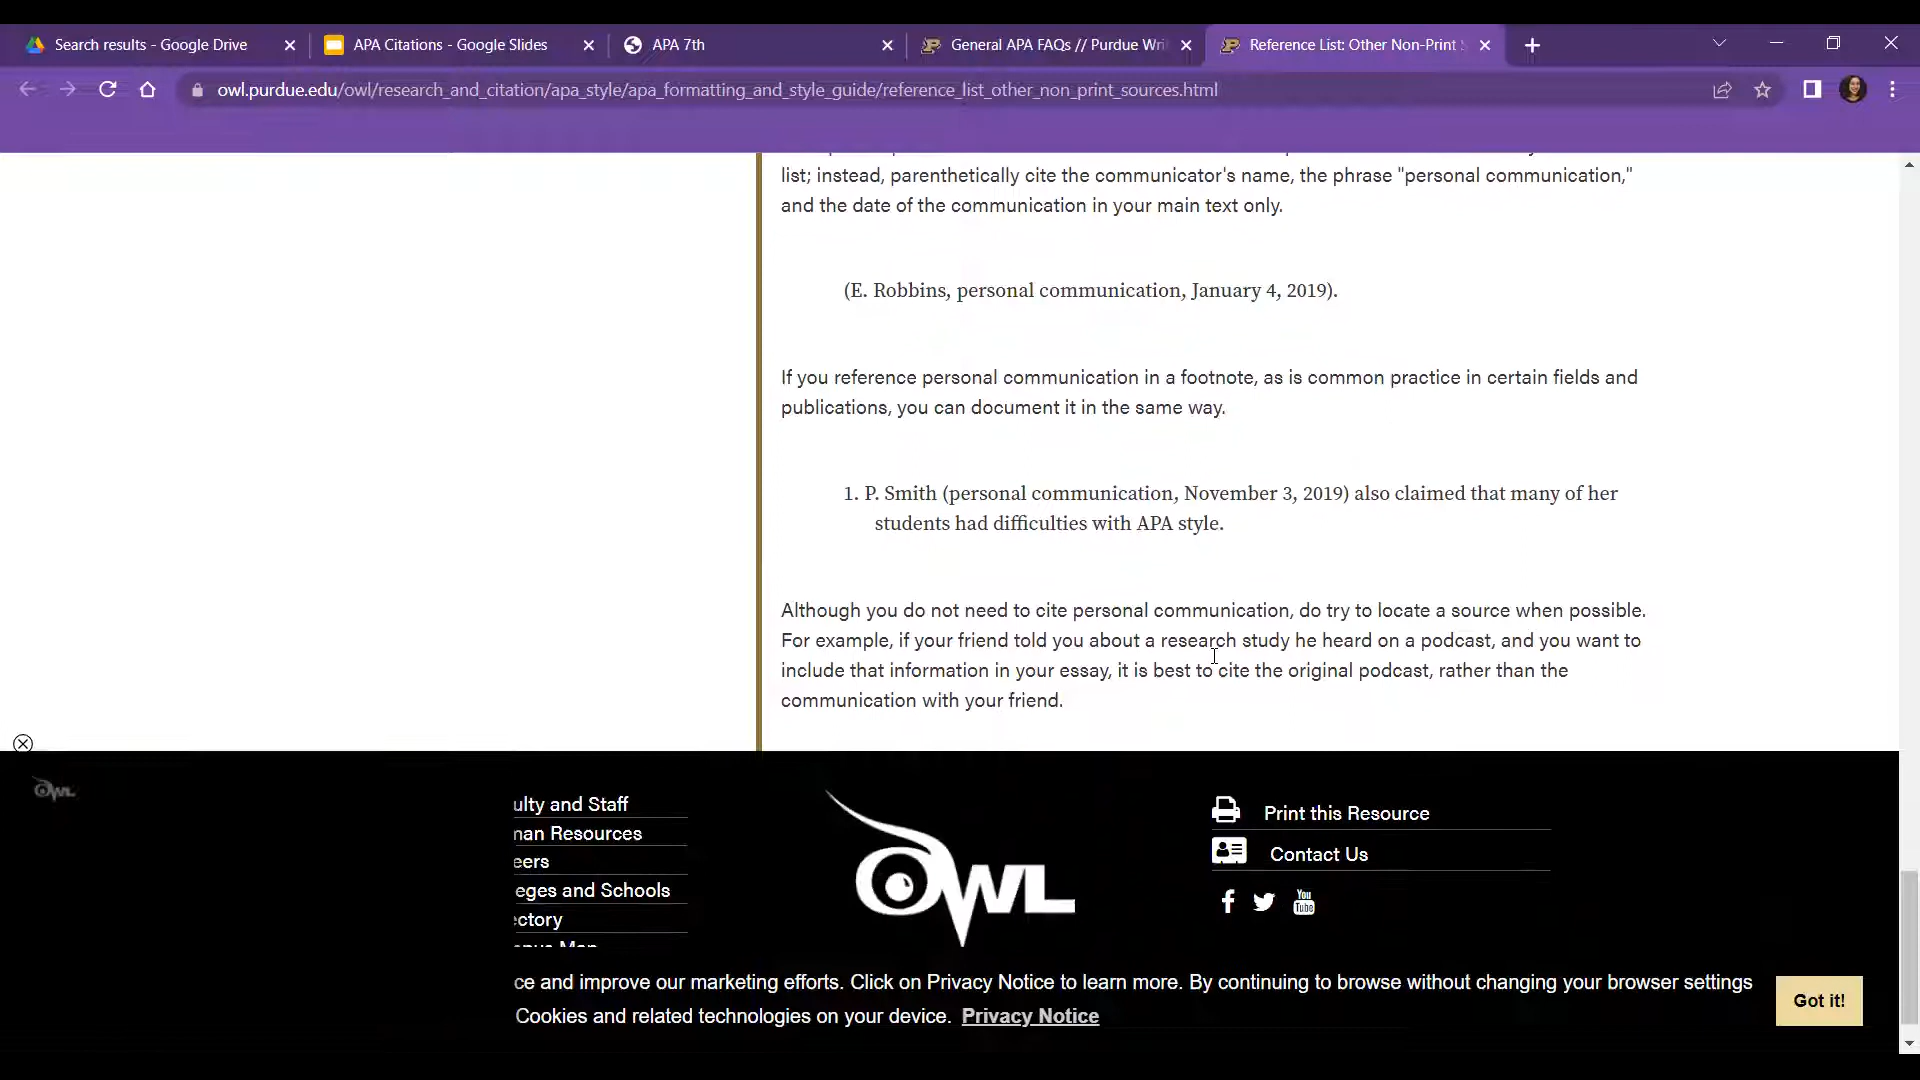 Search results - Google Drive
APA Citations - Google Slides
APA 7th
General APA FAQs // Purdue Wri
Reference List: Other Non-Print
owl.purdue.edu/owl/research_and_citation/apa_style/apa_formatting_and_style_guide/reference_list_other_non_print_sources.html
list; instead, parenthetically cite the communicator's name, the phrase "personal communication,"
and the date of the communication in your main text only.
(E. Robbins, personal communication, January 4, 2019).
If you reference personal communication in a footnote, as is common practice in certain fields and
publications, you can document it in the same way.
1. P. Smith (personal communication, November 3, 2019) also claimed that many of her
students had difficulties with APA style.
Although you do not need to cite personal communication, do try to locate a source when possible.
For example, if your friend told you about a research study he heard on a podcast, and you want to
include that information in your essay, it is best to cite the original podcast, rather than the
communication with your friend.
OWL
ulty and Staff
man Resources
eers
eges and Schools
ectory
OWL
Print this Resource
Contact Us
You
Tube
ce and improve our marketing efforts. Click on Privacy Notice to learn more. By continuing to browse without changing your browser settings
Cookies and related technologies on your device. Privacy Notice
Got it!